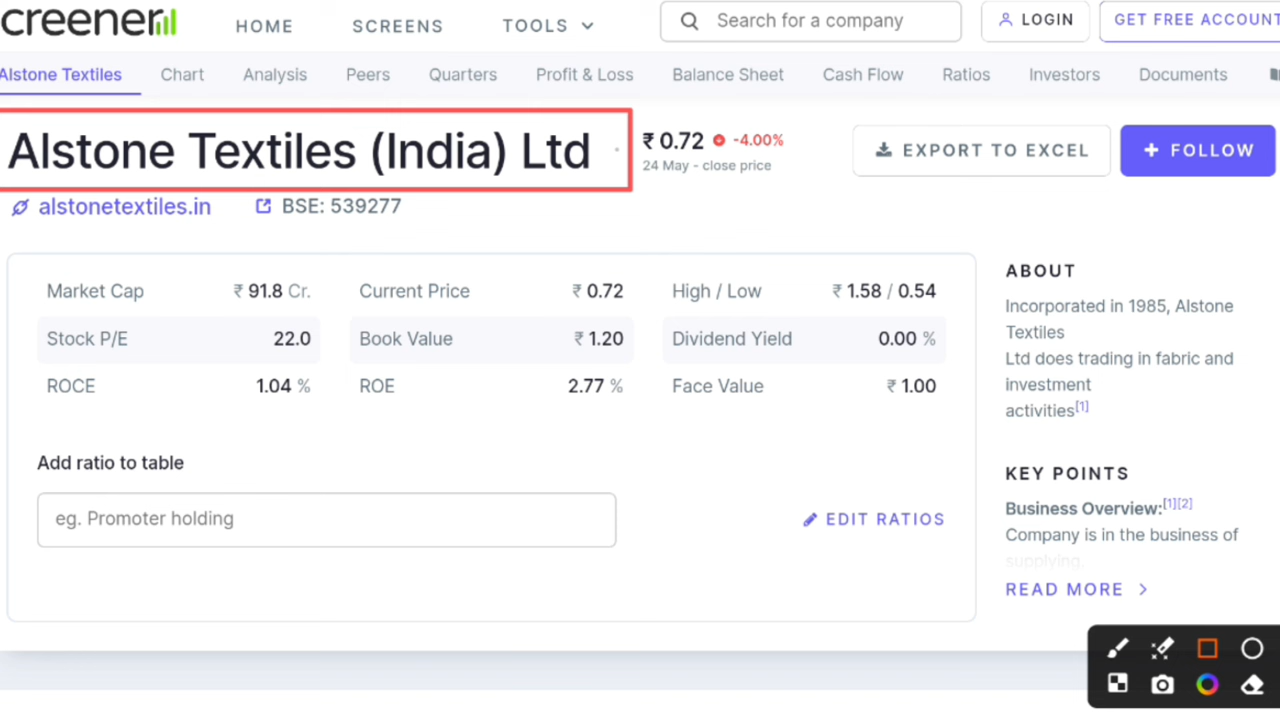 creener
HOME
SCREENS
TOOLS
Search for a company
LOGIN
GET FREE ACCOUNT
Alstone Textiles
Chart
Analysis
Peers
Quarters
Profit & Loss
Balance Sheet
Cash Flow
Ratios
Investors
Documents
Alstone Textiles (India) Ltd
₹ 0.72 -4.00%
24 May - close price
EXPORT TO EXCEL
+ FOLLOW
alstonetextiles.in
BSE: 539277
Market Cap ₹ 91.8 Cr.
Current Price ₹ 0.72
High / Low ₹ 1.58 / 0.54
Stock P/E 22.0
Book Value ₹ 1.20
Dividend Yield 0.00 %
ROCE 1.04 %
ROE 2.77 %
Face Value ₹ 1.00
Add ratio to table
eg. Promoter holding
EDIT RATIOS
ABOUT
Incorporated in 1985, Alstone
Textiles
Ltd does trading in fabric and
investment
activities[1]
KEY POINTS
Business Overview:[1][2]
Company is in the business of
supplying,
READ MORE